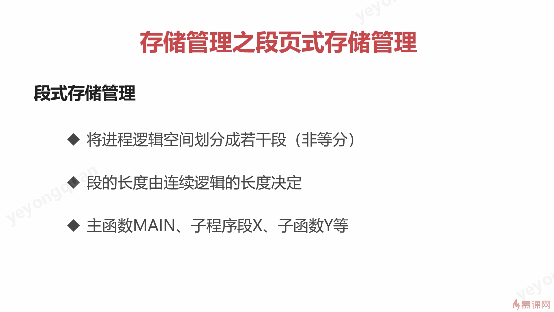 存储管理之段页式存储管理
段式存储管理
◆ 将进程逻辑空间划分成若干段（非等分）
◆ 段的长度由连续逻辑的长度决定
◆ 主函数MAIN、子程序段X、子函数Y等
慕课网